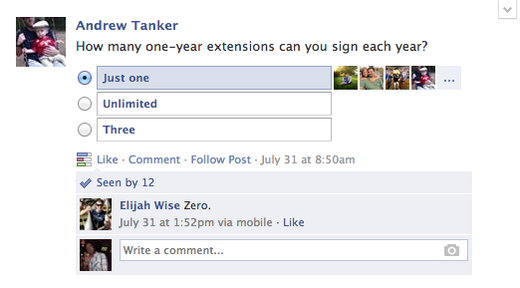 Andrew Tanker
How many one-year extensions can you sign each year?
Just one
...
Unlimited
Three
Like · Comment · Follow Post · July 31 at 8:50am
Seen by 12
Elijah Wise Zero.
July 31 at 1:52pm via mobile · Like
Write a comment...